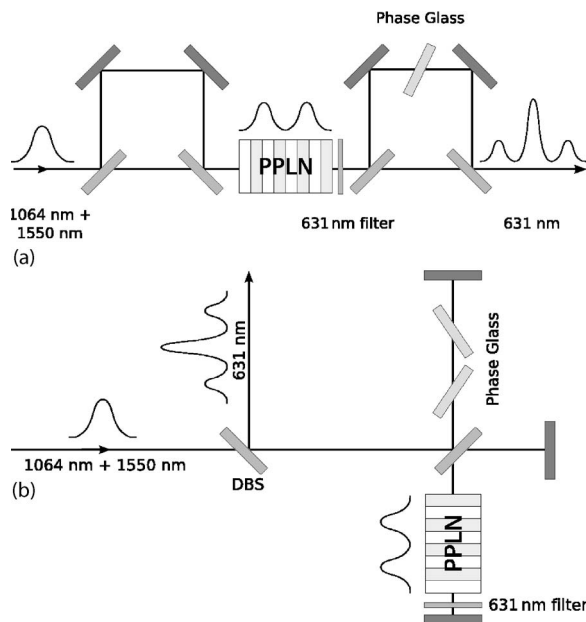 Phase Glass
PPLN
1064 nm +
1550 nm
631 nm filter
631 nm
(a)
631 nm
Phase Glass
1064 nm + 1550 nm
DBS
(b)
PPLN
631 nm filter